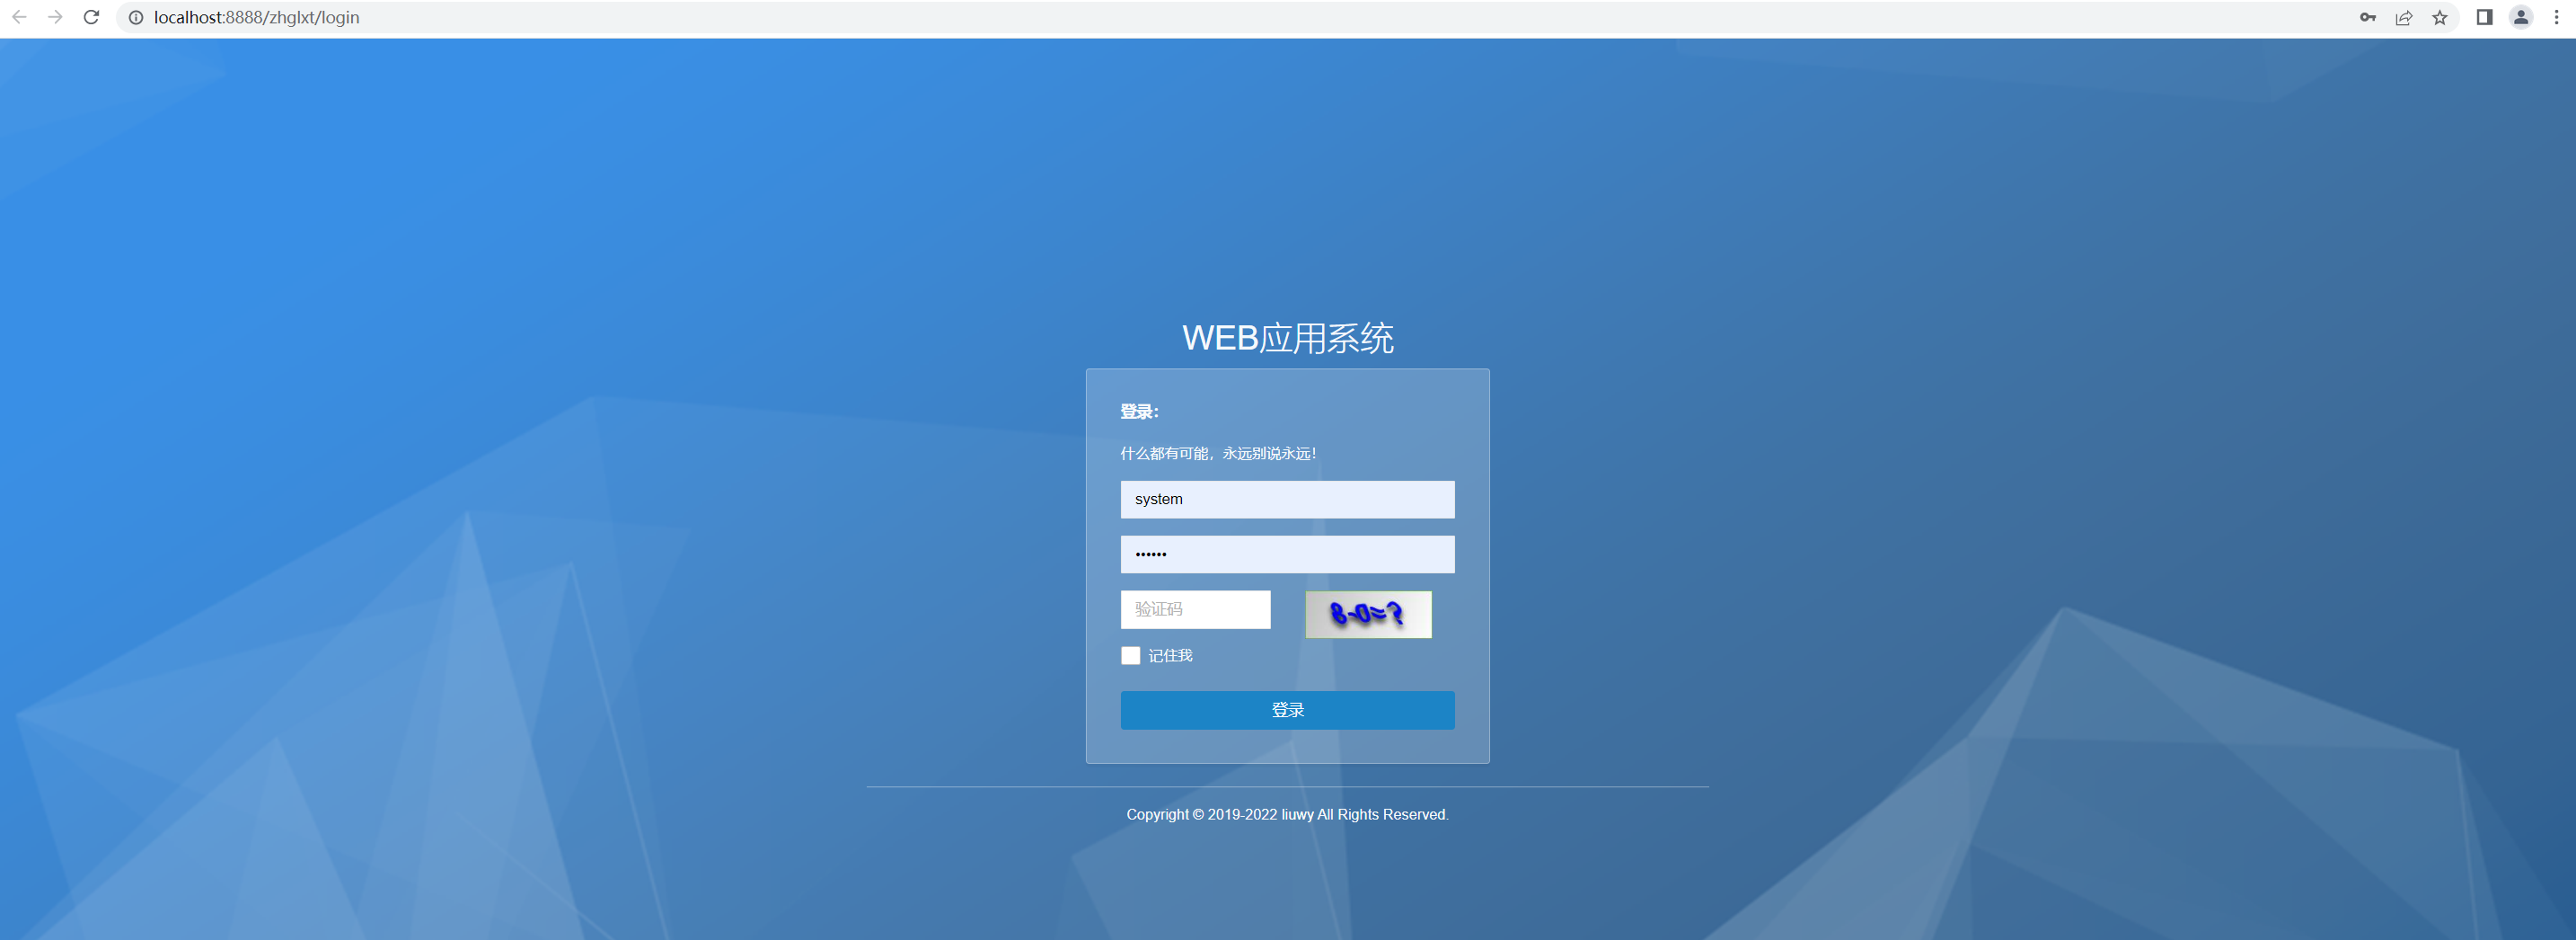 localhost:8888/zhglxt/login
WEB应用系统
登录：
什么都有可能，永远别说永远！
system
••••••
验证码
8-0=?
记住我
登录
Copyright © 2019-2022 liuwy All Rights Reserved.